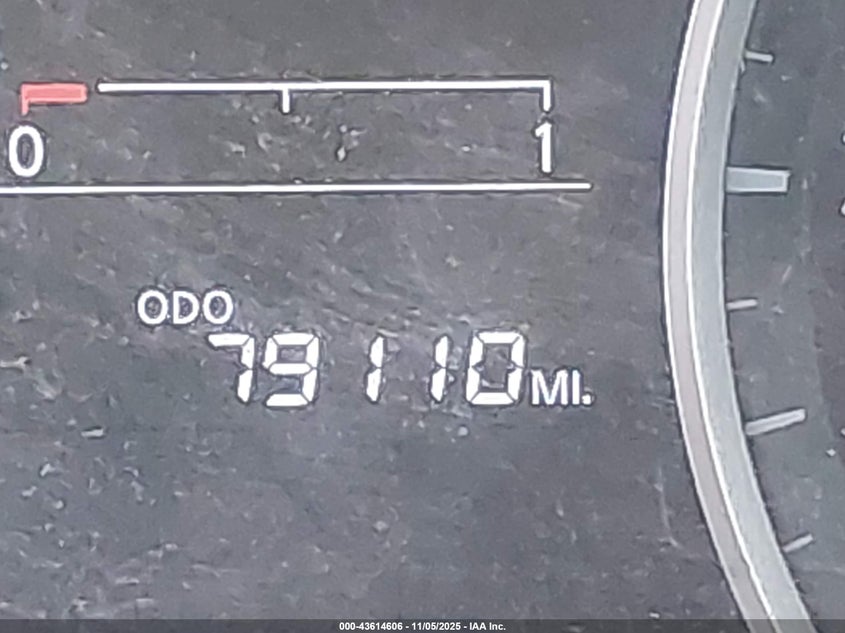 0 1
ODO
79110 MI.
000-43614606 - 11/05/2025 - IAA Inc.